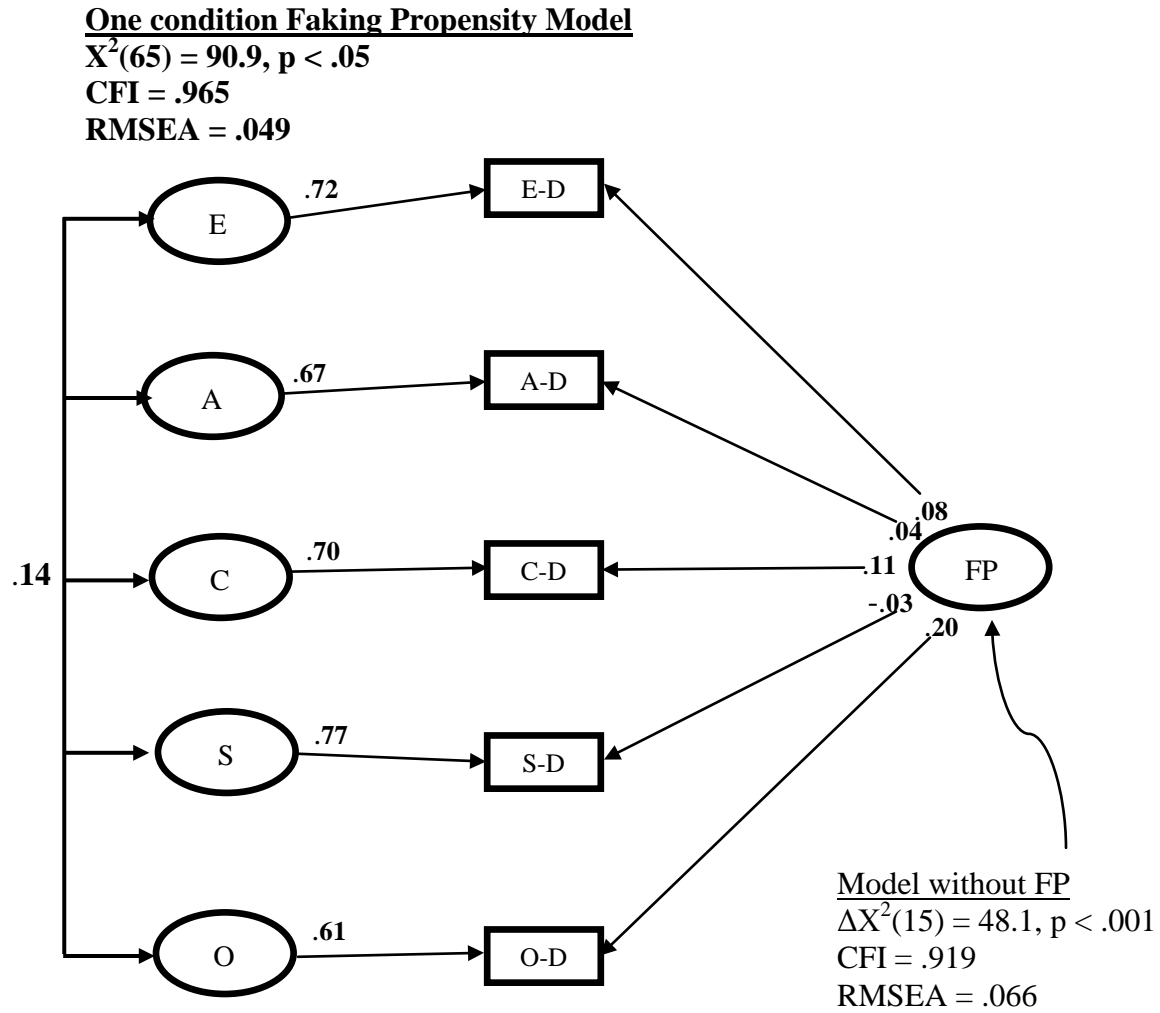 One condition Faking Propensity Model
X²(65) = 90.9, p < .05
CFI = .965
RMSEA = .049
E
.72
E-D
A
.67
A-D
.08
.04
.14
C
.70
C-D
.11
FP
-.03
.20
S
.77
S-D
O
.61
O-D
Model without FP
ΔX²(15) = 48.1, p < .001
CFI = .919
RMSEA = .066